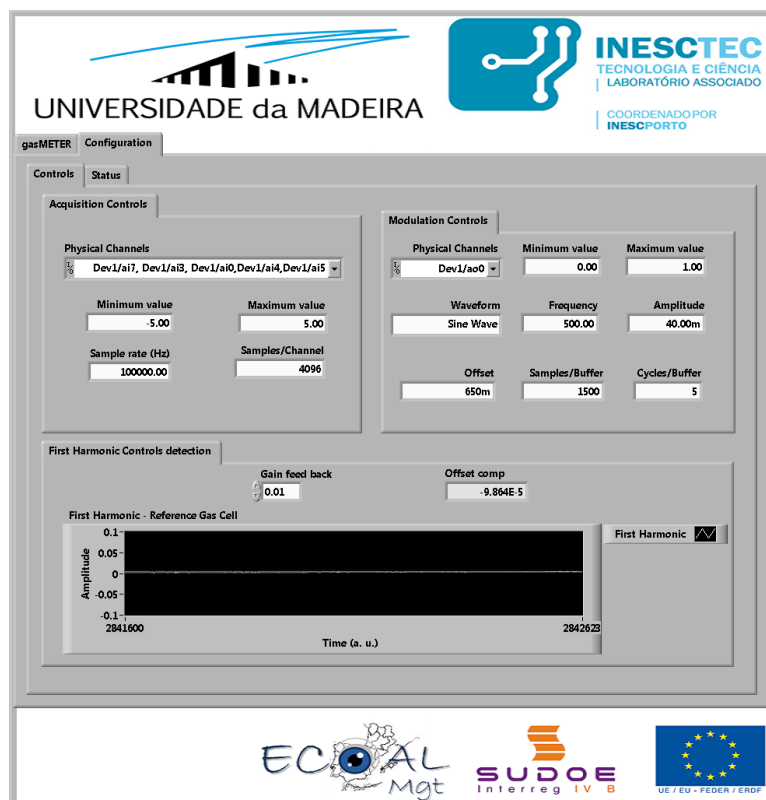 UNIVERSIDADE da MADEIRA
INESCTEC
TECNOLOGIA E CIÊNCIA
LABORATÓRIO ASSOCIADO
COORDENADO POR
INESCPORTO
gasMETER
Configuration
Controls
Status
Acquisition Controls
Physical Channels
Dev1/ai7, Dev1/ai3, Dev1/ai0,Dev1/ai4,Dev1/ai5
Minimum value
Maximum value
-5.00
5.00
Sample rate (Hz)
Samples/Channel
100000.00
4096
Modulation Controls
Physical Channels
Minimum value
Maximum value
Dev1/ao0
0.00
1.00
Waveform
Frequency
Amplitude
Sine Wave
500.00
40.00m
Offset
Samples/Buffer
Cycles/Buffer
650m
1500
5
First Harmonic Controls detection
Gain feed back
Offset comp
0.01
-9.864E-5
First Harmonic - Reference Gas Cell
First Harmonic
Amplitude
0.1
0.05
0
-0.05
-0.1
2841600
2842623
Time (a. u.)
ECOAL
Mgt
SUDOE
Interreg IV B
UE / EU - FEDER / ERDF